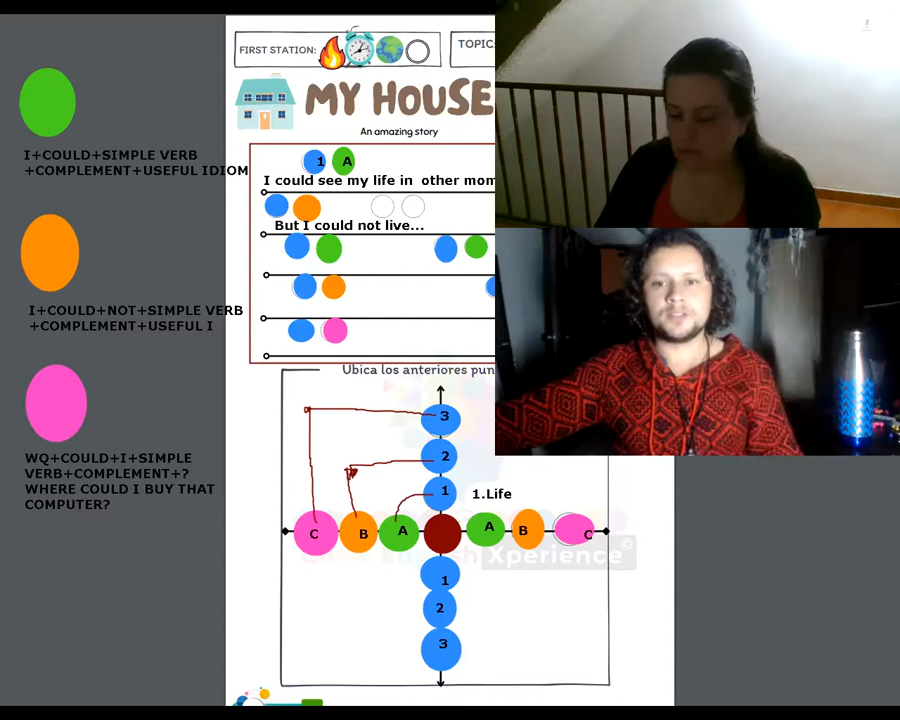 I+COULD+SIMPLE VERB
+COMPLEMENT+USEFUL IDIOM
I+COULD+NOT+SIMPLE VERB
+COMPLEMENT+USEFUL I
WQ+COULD+I+SIMPLE
VERB+COMPLEMENT+?
WHERE COULD I BUY THAT
COMPUTER?
FIRST STATION:
TOPIC:
MY HOUSE
An amazing story
1 A
I could see my life in other mom
But I could not live...
Ubica los anteriores pun
3
2
1
1.Life
C B A A B C
Xperience©
1
2
3